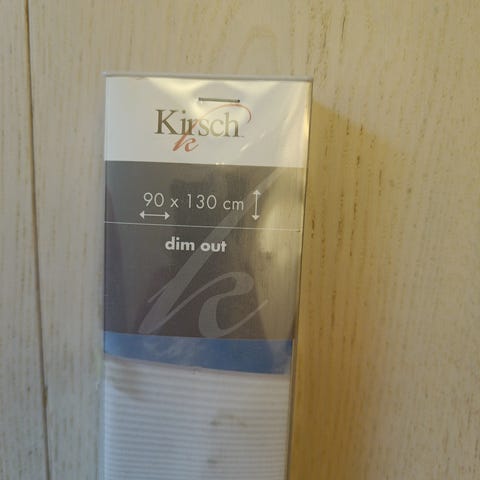 Kirsch
90 x 130 cm
dim out